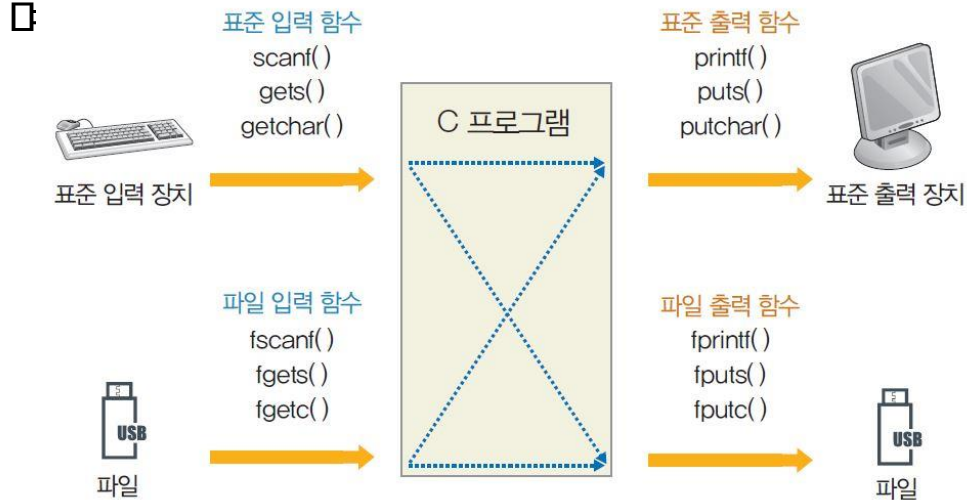 표준 입력 함수
scanf( )
gets( )
getchar( )
표준 입력 장치
C 프로그램
표준 출력 함수
printf( )
puts( )
putchar( )
표준 출력 장치
파일 입력 함수
fscanf( )
fgets( )
fgetc( )
USB
파일
파일 출력 함수
fprintf( )
fputs( )
fputc( )
USB
파일